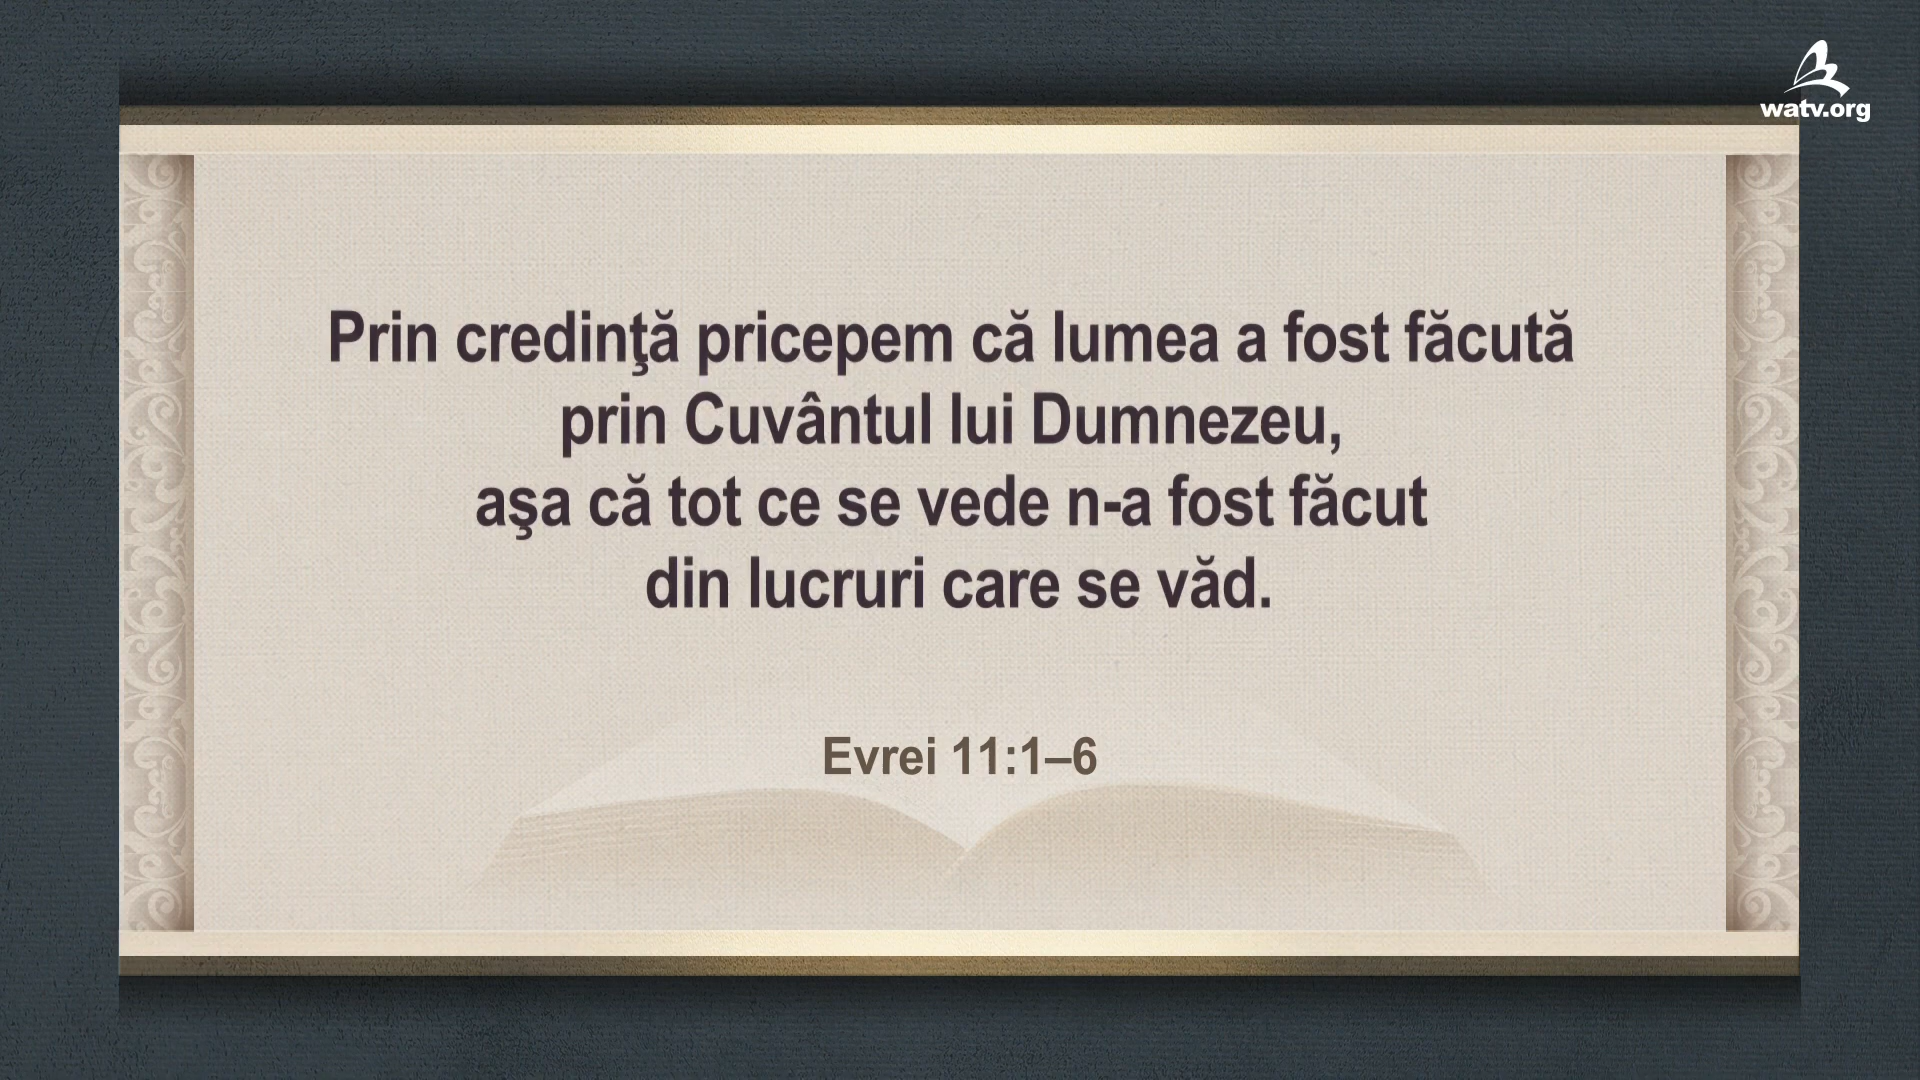 watv.org
Prin credinţă pricepem că lumea a fost făcută
prin Cuvântul lui Dumnezeu,
aşa că tot ce se vede n-a fost făcut
din lucruri care se văd.
Evrei 11:1–6